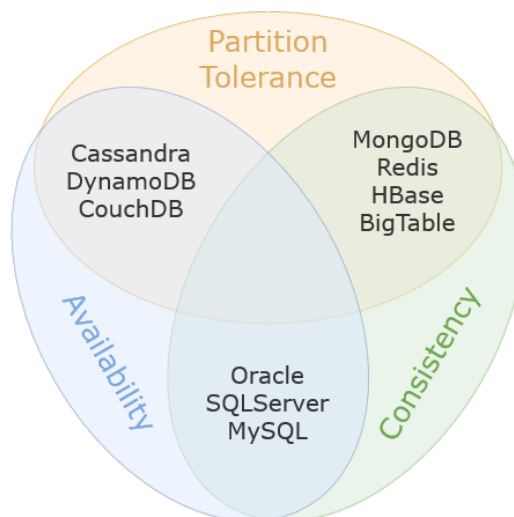 Partition
Tolerance
Cassandra
DynamoDB
CouchDB
MongoDB
Redis
HBase
BigTable
Availability
Consistency
Oracle
SQLServer
MySQL